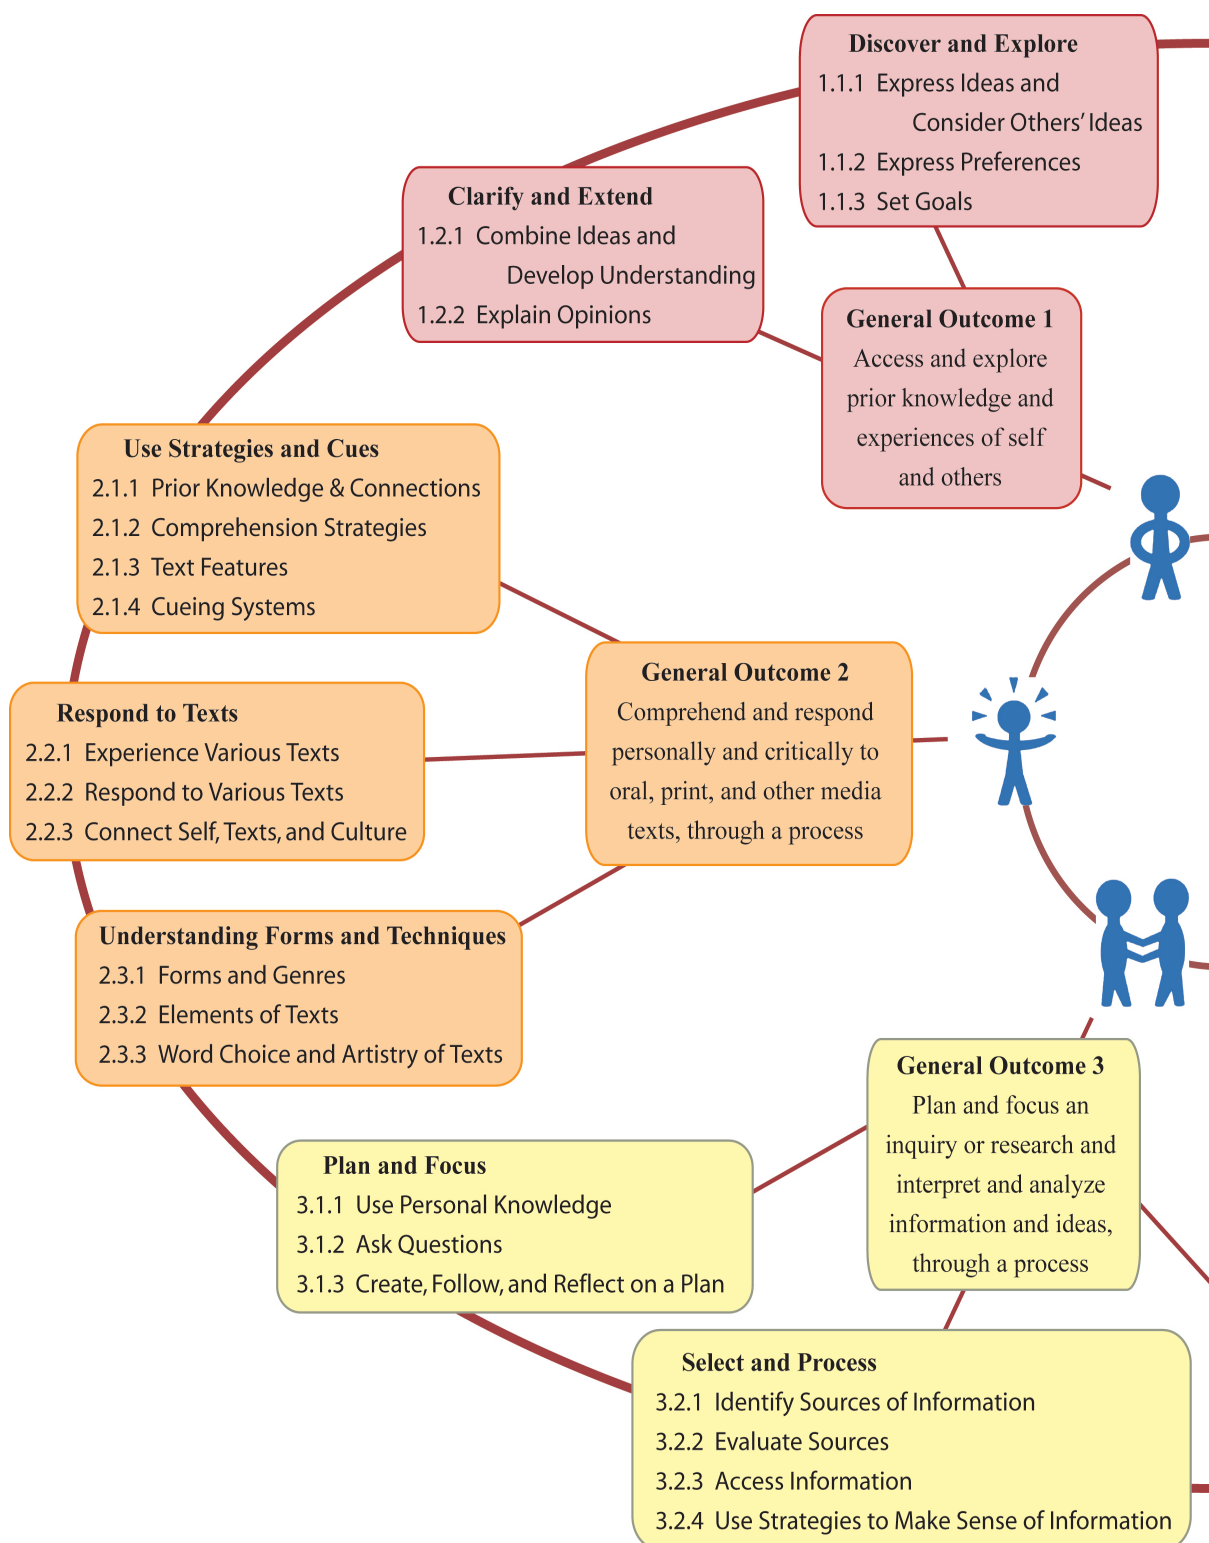 Discover and Explore
1.1.1 Express Ideas and
Consider Others’ Ideas
1.1.2 Express Preferences
1.1.3 Set Goals
Clarify and Extend
1.2.1 Combine Ideas and
Develop Understanding
1.2.2 Explain Opinions
General Outcome 1
Access and explore
prior knowledge and
experiences of self
and others
Use Strategies and Cues
2.1.1 Prior Knowledge & Connections
2.1.2 Comprehension Strategies
2.1.3 Text Features
2.1.4 Cueing Systems
General Outcome 2
Comprehend and respond
personally and critically to
oral, print, and other media
texts, through a process
Respond to Texts
2.2.1 Experience Various Texts
2.2.2 Respond to Various Texts
2.2.3 Connect Self, Texts, and Culture
Understanding Forms and Techniques
2.3.1 Forms and Genres
2.3.2 Elements of Texts
2.3.3 Word Choice and Artistry of Texts
General Outcome 3
Plan and focus an
inquiry or research and
interpret and analyze
information and ideas,
through a process
Plan and Focus
3.1.1 Use Personal Knowledge
3.1.2 Ask Questions
3.1.3 Create, Follow, and Reflect on a Plan
Select and Process
3.2.1 Identify Sources of Information
3.2.2 Evaluate Sources
3.2.3 Access Information
3.2.4 Use Strategies to Make Sense of Information